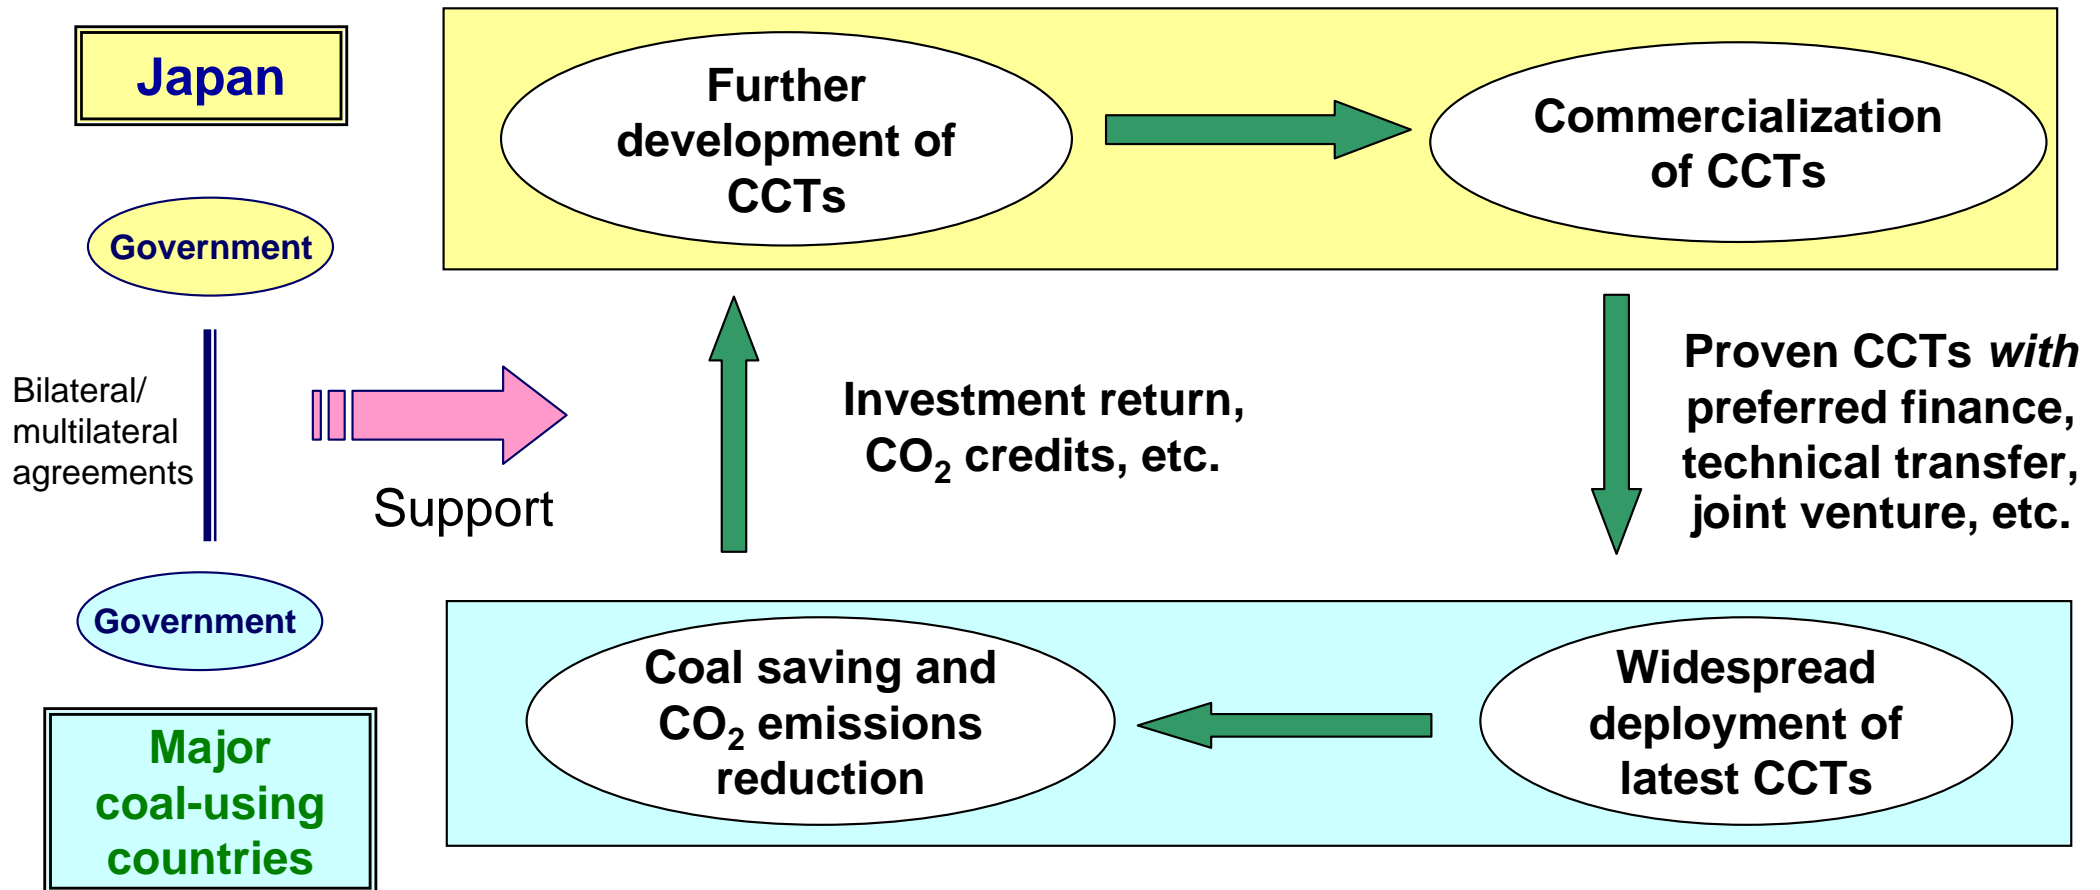 Japan
Further
development of
CCTs
Commercialization
of CCTs
Government
Bilateral/
multilateral
agreements
Support
Investment return,
CO₂ credits, etc.
Proven CCTs with
preferred finance,
technical transfer,
joint venture, etc.
Government
Major
coal-using
countries
Coal saving and
CO₂ emissions
reduction
Widespread
deployment of
latest CCTs